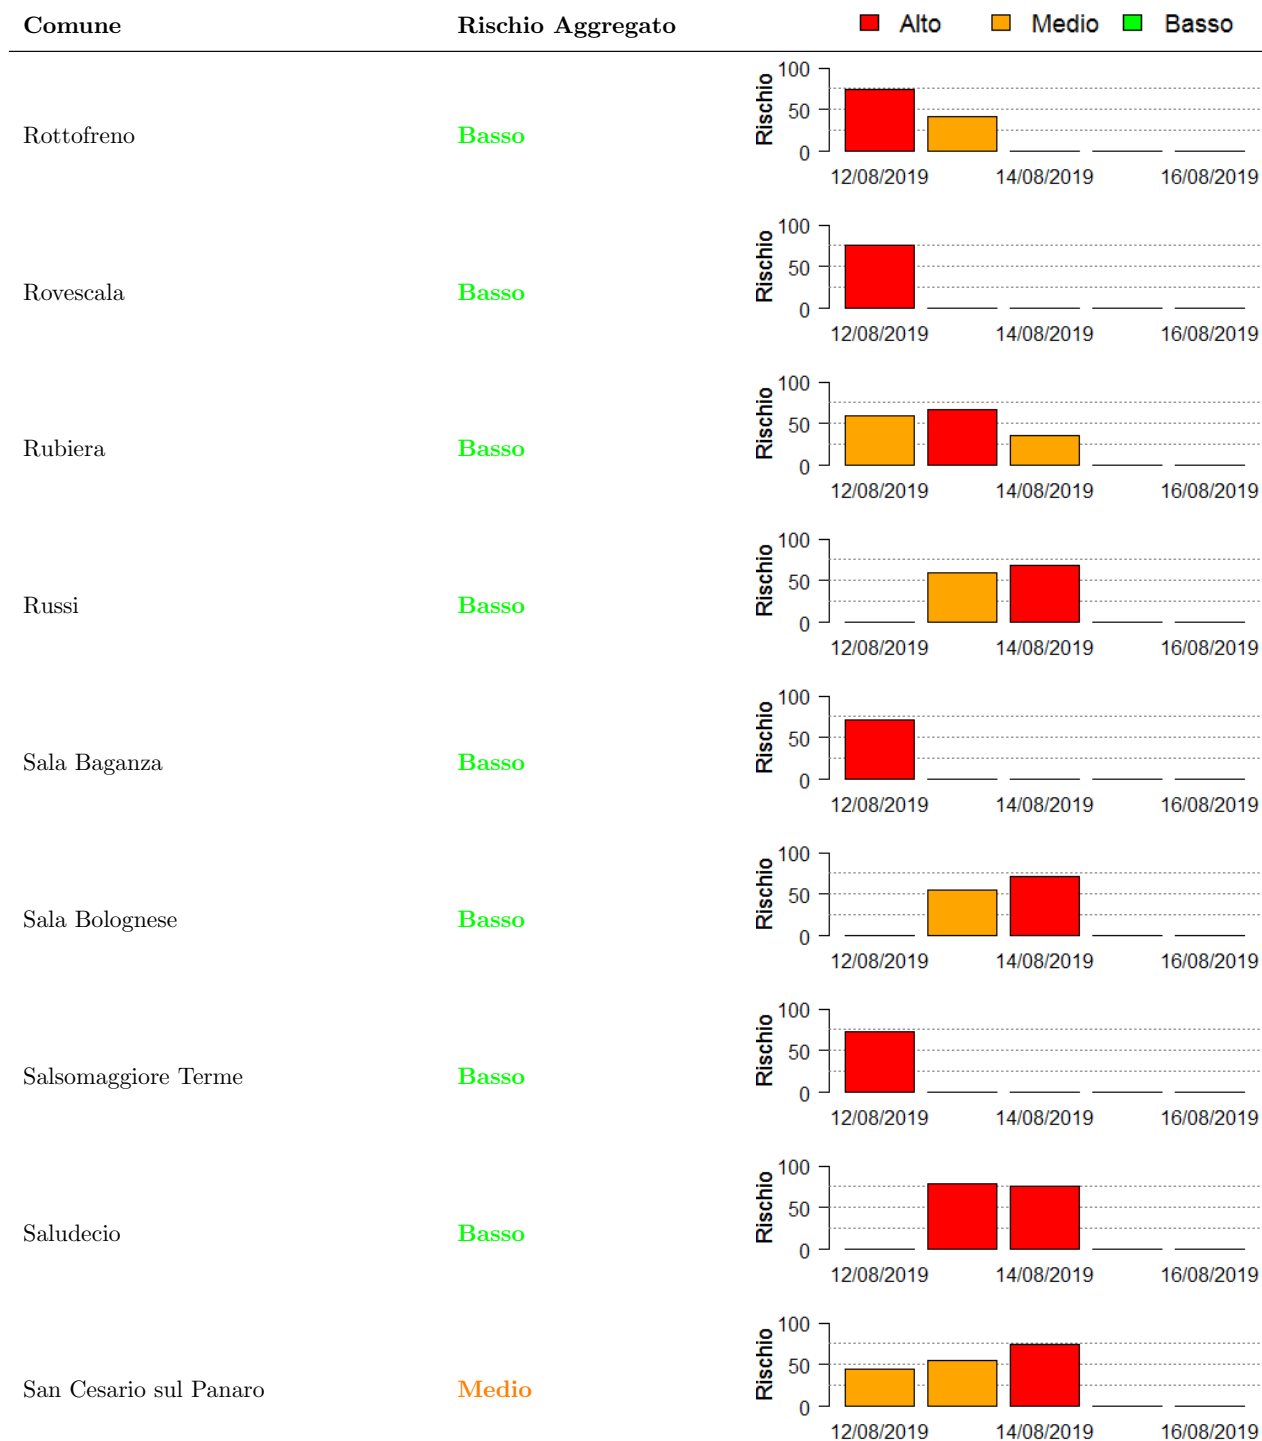 Comune Rischio Aggregato Alto Medio Basso
100
50
0
Rischio
Rottofreno Basso
12/08/2019 14/08/2019 16/08/2019
100
50
0
Rischio
Rovescala Basso
12/08/2019 14/08/2019 16/08/2019
100
50
0
Rischio
Rubiera Basso
12/08/2019 14/08/2019 16/08/2019
100
50
0
Rischio
Russi Basso
12/08/2019 14/08/2019 16/08/2019
100
50
0
Rischio
Sala Baganza Basso
12/08/2019 14/08/2019 16/08/2019
100
50
0
Rischio
Sala Bolognese Basso
12/08/2019 14/08/2019 16/08/2019
100
50
0
Rischio
Salsomaggiore Terme Basso
12/08/2019 14/08/2019 16/08/2019
100
50
0
Rischio
Saludecio Basso
12/08/2019 14/08/2019 16/08/2019
100
50
0
Rischio
San Cesario sul Panaro Medio
12/08/2019 14/08/2019 16/08/2019